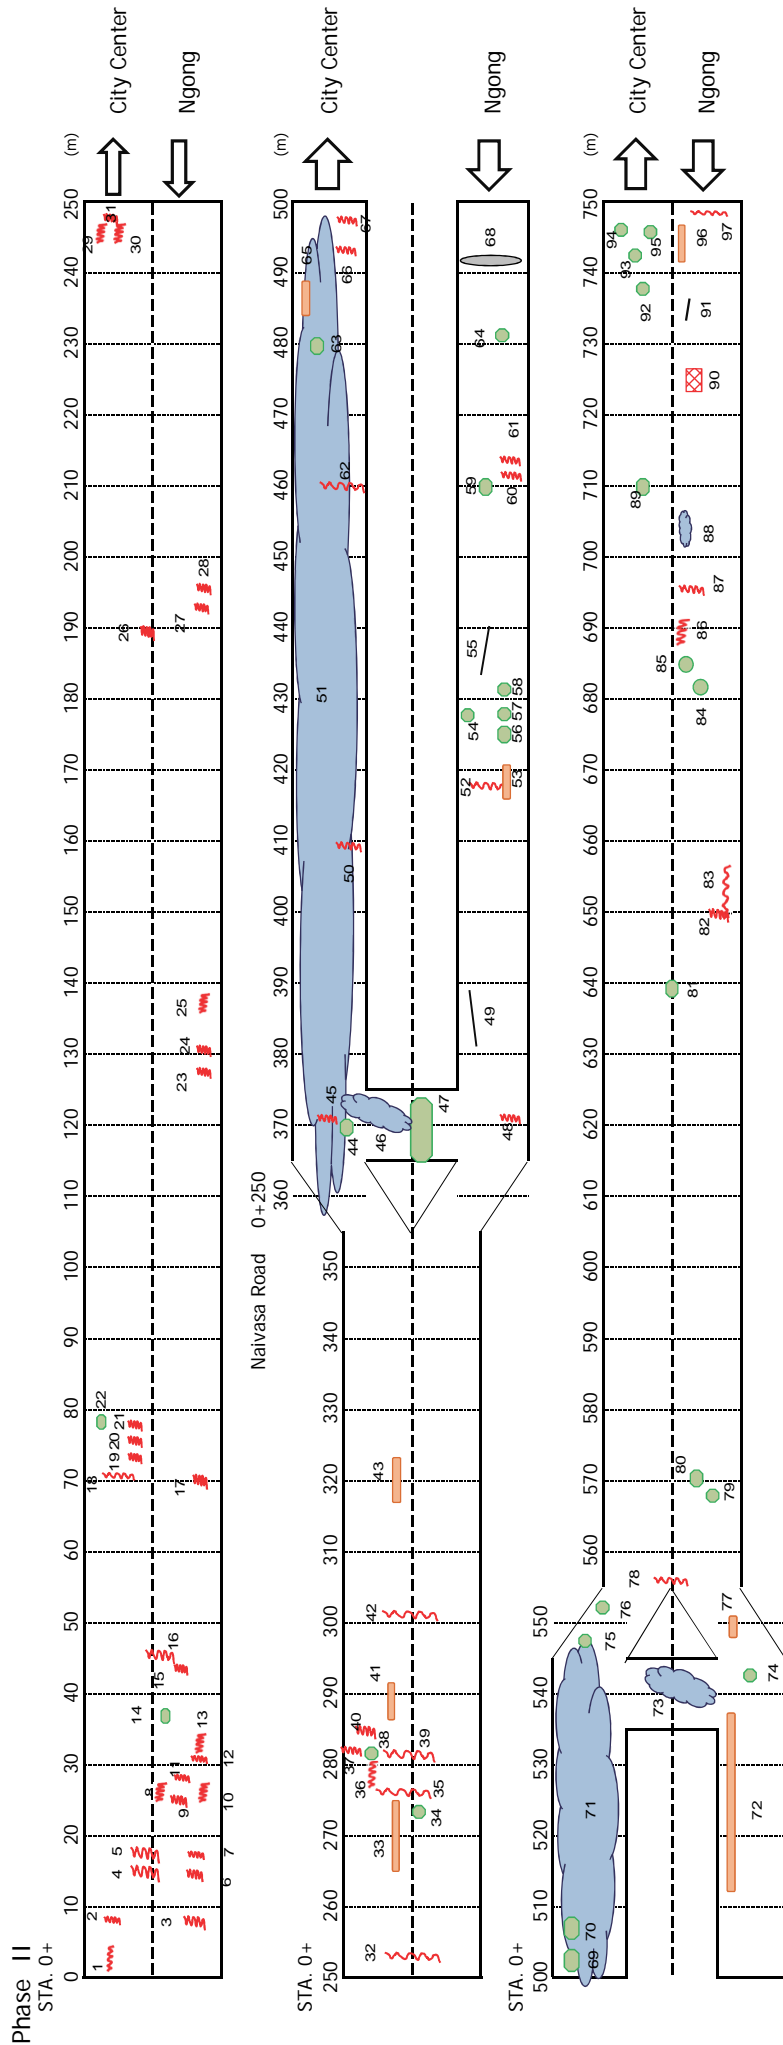 Phase II
STA. 0+
0 10 20 30 40 50 60 70 80 90 100 110 120 130 140 150 160 170 180 190 200 210 220 230 240 250 (m)
City Center
Ngong
1 2 3 4 5 6 7 8 9 10 11 12 13 14 15 16 17 18 19 20 21 22 23 24 25 26 27 28 29 30 31
Naivasa Road 0+250
STA. 0+
250 260 270 280 290 300 310 320 330 340 350 360 370 380 390 400 410 420 430 440 450 460 470 480 490 500 (m)
City Center
Ngong
32 33 34 35 36 37 38 39 40 41 42 43 44 45 46 47 48 49 50 51 52 53 54 55 56 57 58 59 60 61 62 63 64 65 66 67 68
STA. 0+
500 510 520 530 540 550 560 570 580 590 600 610 620 630 640 650 660 670 680 690 700 710 720 730 740 750 (m)
City Center
Ngong
69 70 71 72 73 74 75 76 77 78 79 80 81 82 83 84 85 86 87 88 89 90 91 92 93 94 95 96 97